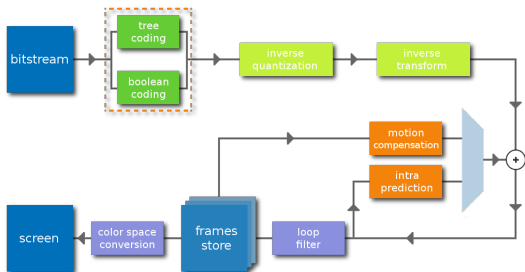 tree
coding
bitstream
inverse
quantization
inverse
transform
boolean
coding
motion
compensation
+
intra
prediction
screen
color space
conversion
frames
store
loop
filter